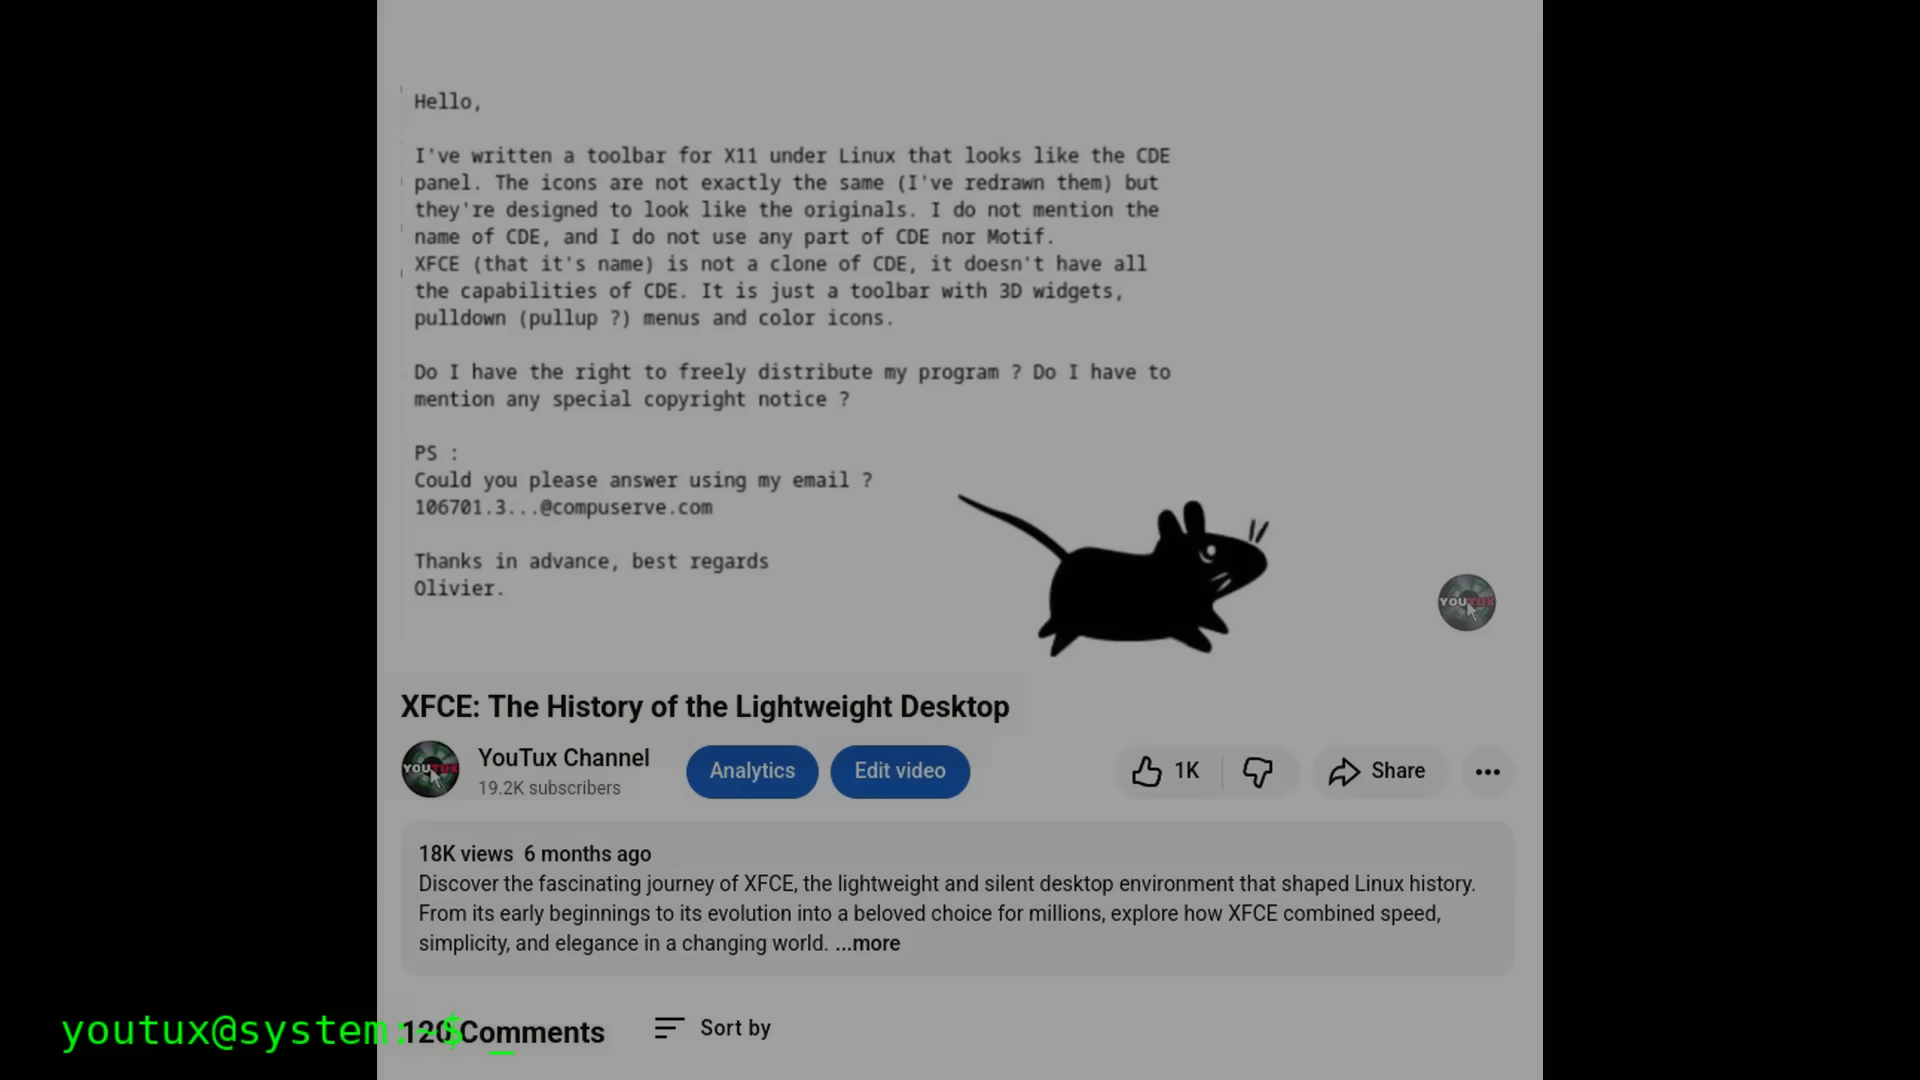 Hello,
I've written a toolbar for X11 under Linux that looks like the CDE
panel. The icons are not exactly the same (I've redrawn them) but
they're designed to look like the originals. I do not mention the
name of CDE, and I do not use any part of CDE nor Motif.
XFCE (that it's name) is not a clone of CDE, it doesn't have all
the capabilities of CDE. It is just a toolbar with 3D widgets,
pulldown (pullup ?) menus and color icons.
Do I have the right to freely distribute my program ? Do I have to
mention any special copyright notice ?
PS :
Could you please answer using my email ?
106701.3...@compuserve.com
Thanks in advance, best regards
Olivier.
YOUTUX
XFCE: The History of the Lightweight Desktop
YOUTUX
YouTux Channel
19.2K subscribers
Analytics
Edit video
1K
Share
18K views 6 months ago
Discover the fascinating journey of XFCE, the lightweight and silent desktop environment that shaped Linux history.
From its early beginnings to its evolution into a beloved choice for millions, explore how XFCE combined speed,
simplicity, and elegance in a changing world. ...more
120 Comments
Sort by
youtux@system:~$ _